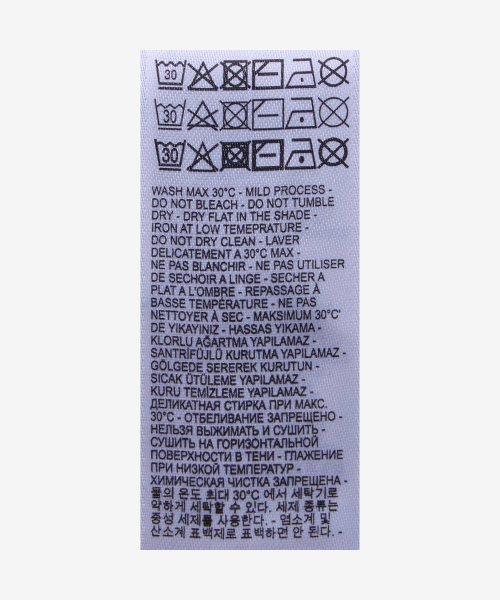 30
30
30
WASH MAX 30°C - MILD PROCESS -
DO NOT BLEACH - DO NOT TUMBLE
DRY - DRY FLAT IN THE SHADE -
IRON AT LOW TEMEPRATURE -
DO NOT DRY CLEAN - LAVER
DELICATEMENT A 30°C MAX -
NE PAS BLANCHIR - NE PAS UTILISER
DE SECHOIR A LINGE - SECHER A
PLAT A L'OMBRE - REPASSAGE À
BASSE TEMPÉRATURE - NE PAS
NETTOYER À SEC - MAKSIMUM 30°C'
DE YIKAYINIZ - HASSAS YIKAMA -
KLORLU AĞARTMA YAPILAMAZ -
SANTRİFÜJLÜ KURUTMA YAPILAMAZ -
GÖLGEDE SEREREK KURUTUN -
SICAK ÜTÜLEME YAPILAMAZ -
KURU TEMİZLEME YAPILAMAZ -
ДЕЛИКАТНАЯ СТИРКА ПРИ МАКС.
30°C - ОТБЕЛИВАНИЕ ЗАПРЕЩЕНО -
НЕЛЬЗЯ ВЫЖИМАТЬ И СУШИТЬ -
СУШИТЬ НА ГОРИЗОНТАЛЬНОЙ
ПОВЕРХНОСТИ В ТЕНИ - ГЛАЖЕНИЕ
ПРИ НИЗКОЙ ТЕМПЕРАТУР -
ХИМИЧЕСКАЯ ЧИСТКА ЗАПРЕЩЕНА -
물의 온도 최대 30°C 에서 세탁기로
약하게 세탁할 수 있다. 세제 종류는
중성 세제를 사용한다. - 염소계 및
산소계 표백제로 표백하면 안 된다. -